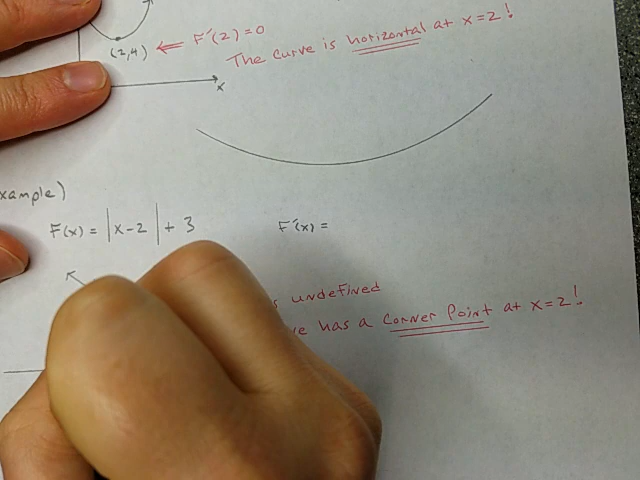 (2,4) ← F'(2) = 0
The curve is horizontal at x=2!
x
xample)
F(x) = |x-2| + 3 F'(x) =
undefined
has a corner Point at x=2!